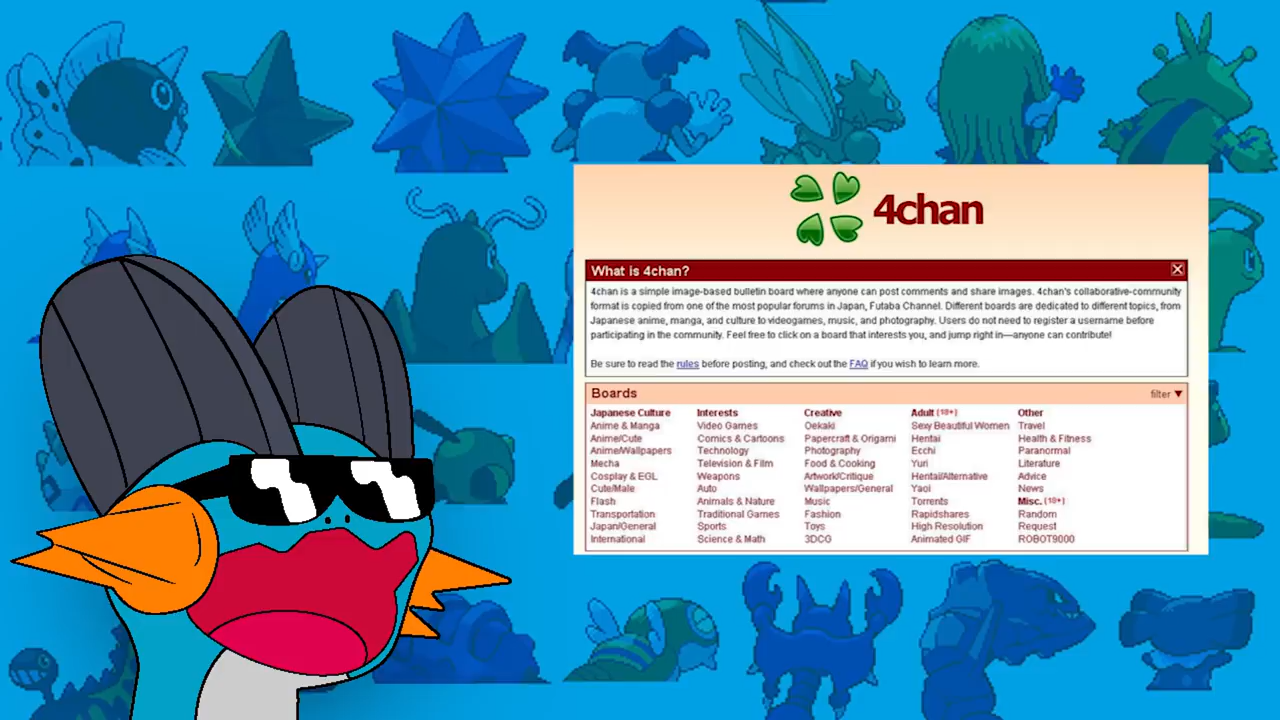 4chan
What is 4chan?
4chan is a simple image-based bulletin board where anyone can post comments and share images. 4chan's collaborative-community
format is copied from one of the most popular forums in Japan, Futaba Channel. Different boards are dedicated to different topics, from
Japanese anime, manga, and culture to videogames, music, and photography. Users do not need to register a username before
participating in the community. Feel free to click on a board that interests you, and jump right in—anyone can contribute!
Be sure to read the rules before posting, and check out the FAQ if you wish to learn more.
Boards filter ▼
Japanese Culture Interests Creative Adult (18+) Other
Anime & Manga Video Games Oekaki Sexy Beautiful Women Travel
Anime/Cute Comics & Cartoons Papercraft & Origami Hentai Health & Fitness
Anime/Wallpapers Technology Photography Ecchi Paranormal
Mecha Television & Film Food & Cooking Yuri Literature
Cosplay & EGL Weapons Artwork/Critique Hentai/Alternative Advice
Cute/Male Auto Wallpapers/General Yaoi News
Flash Animals & Nature Music Torrents Misc. (18+)
Transportation Traditional Games Fashion Rapidshares Random
Japan/General Sports Toys High Resolution Request
International Science & Math 3DCG Animated GIF ROBOT9000